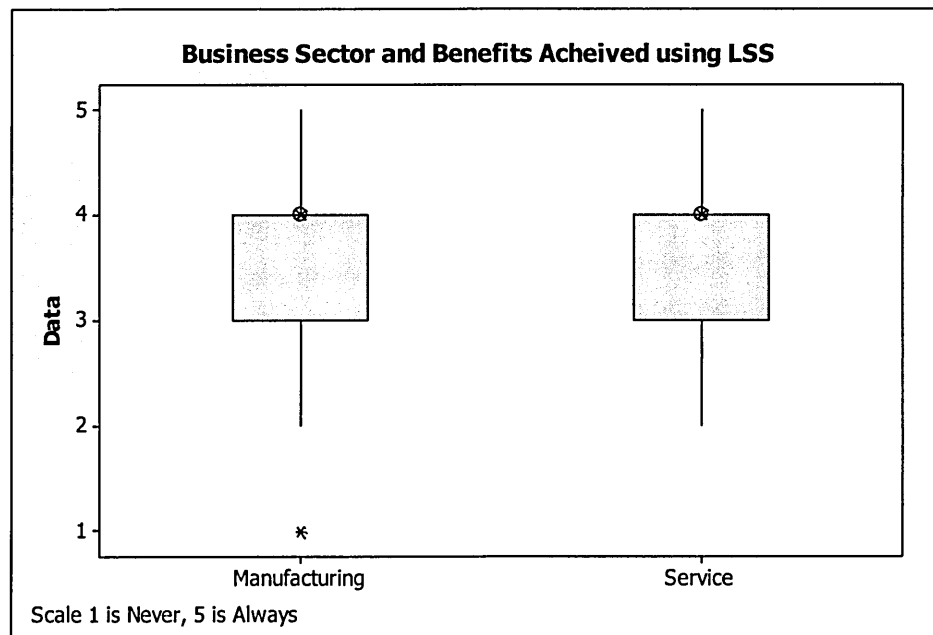 Business Sector and Benefits Acheived using LSS
5
4
3
2
1
Data
Manufacturing Service
Scale 1 is Never, 5 is Always